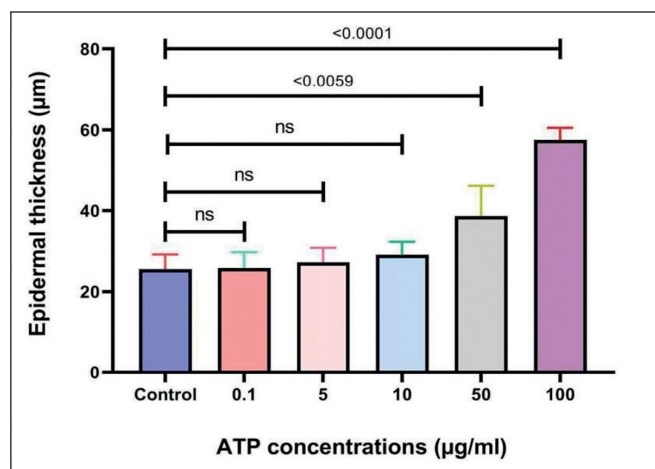 80
60
40
20
0
Epidermal thickness (μm)
<0.0001
<0.0059
ns
ns
ns
Control 0.1 5 10 50 100
ATP concentrations (μg/ml)